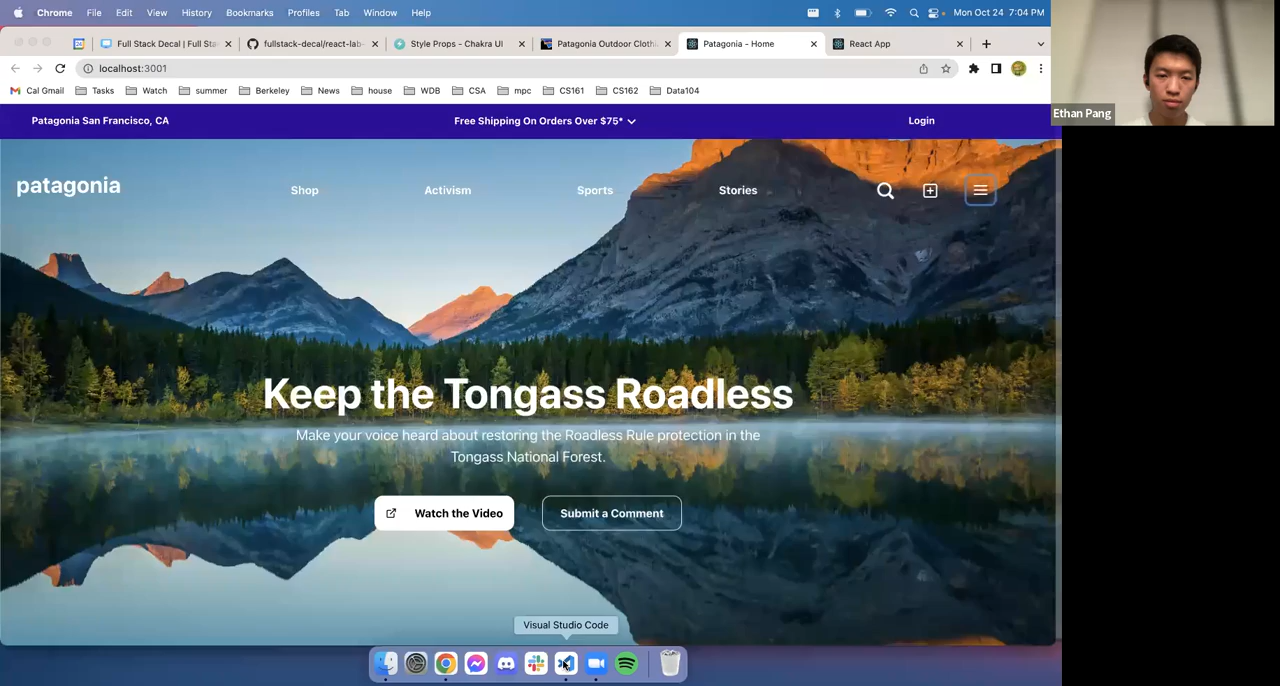 Chrome File Edit View History Bookmarks Profiles Tab Window Help Mon Oct 24 7:04 PM
Full Stack Decal | Full Sta fullstack-decal/react-lab- Style Props - Chakra UI Patagonia Outdoor Clothi Patagonia - Home React App
localhost:3001
Cal Gmail Tasks Watch summer Berkeley News house WDB CSA mpc CS161 CS162 Data104
Ethan Pang
Patagonia San Francisco, CA Free Shipping On Orders Over $75* Login
patagonia Shop Activism Sports Stories
Keep the Tongass Roadless
Make your voice heard about restoring the Roadless Rule protection in the
Tongass National Forest.
Watch the Video Submit a Comment
Visual Studio Code